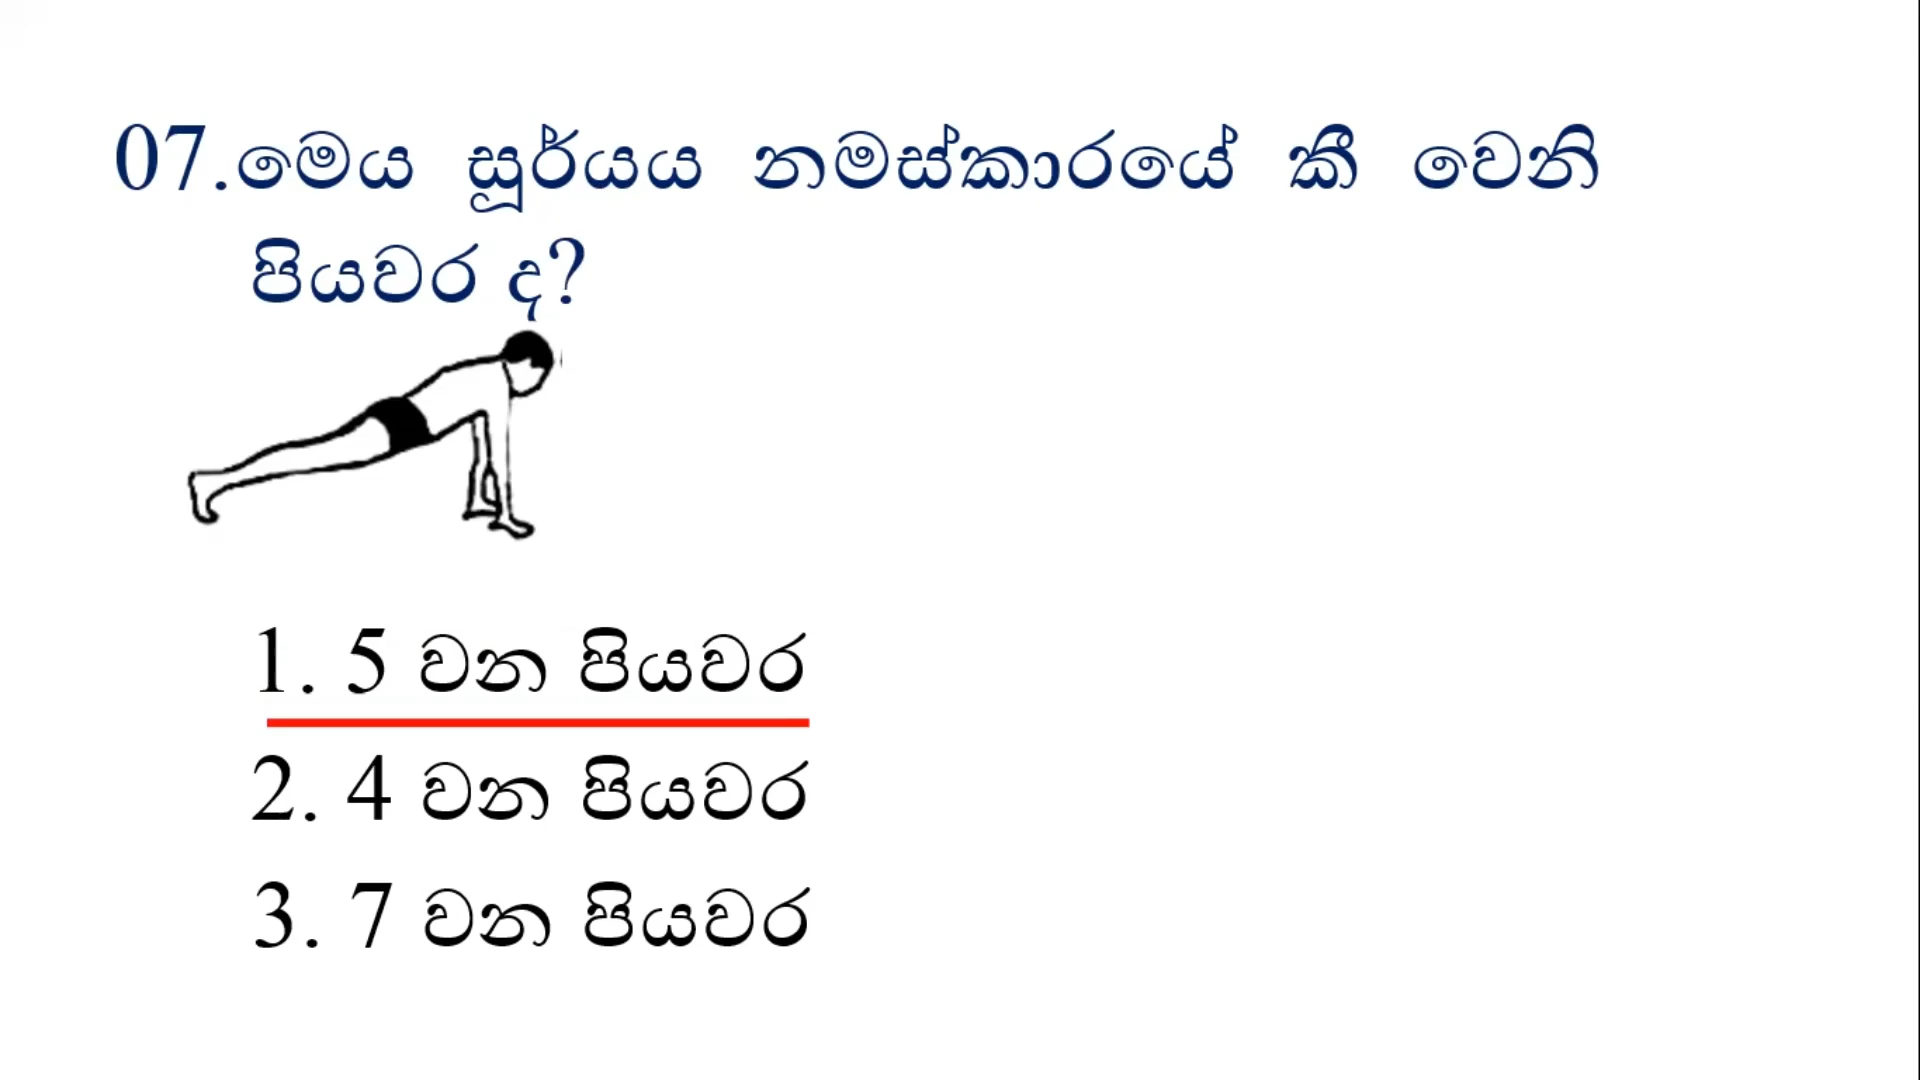 07.මෙය සූර්යය නමස්කාරයේ කී වෙනි
පියවර ද?
1. 5 වන පියවර
2. 4 වන පියවර
3. 7 වන පියවර